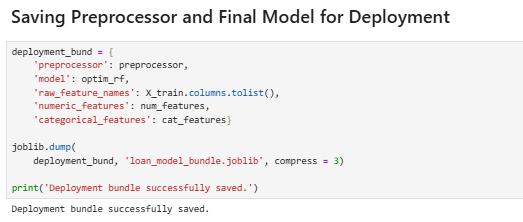 Saving Preprocessor and Final Model for Deployment
deployment_bund = {
    'preprocessor': preprocessor,
    'model': optim_rf,
    'raw_feature_names': X_train.columns.tolist(),
    'numeric_features': num_features,
    'categorical_features': cat_features}
joblib.dump(
    deployment_bund, 'loan_model_bundle.joblib', compress = 3)
print('Deployment bundle successfully saved.')
Deployment bundle successfully saved.